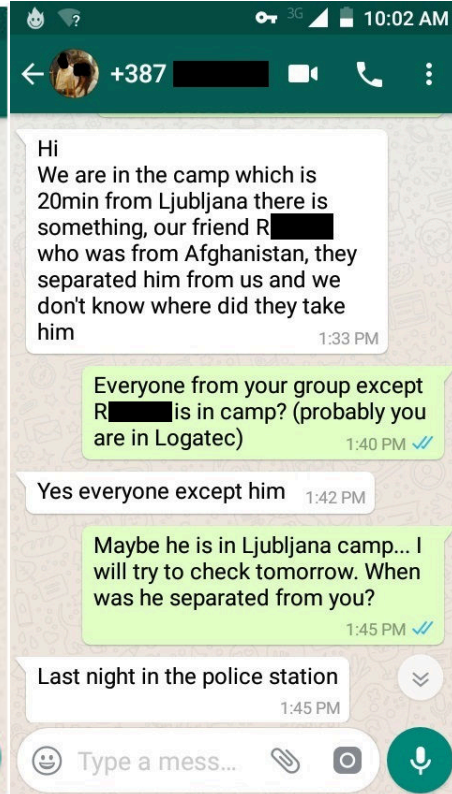 3G 10:02 AM
+387
Hi
We are in the camp which is
20min from Ljubljana there is
something, our friend R
who was from Afghanistan, they
separated him from us and we
don't know where did they take
him
1:33 PM
Everyone from your group except
R is in camp? (probably you
are in Logatec)
1:40 PM
Yes everyone except him
1:42 PM
Maybe he is in Ljubljana camp... I
will try to check tomorrow. When
was he separated from you?
1:45 PM
Last night in the police station
1:45 PM
Type a mess...